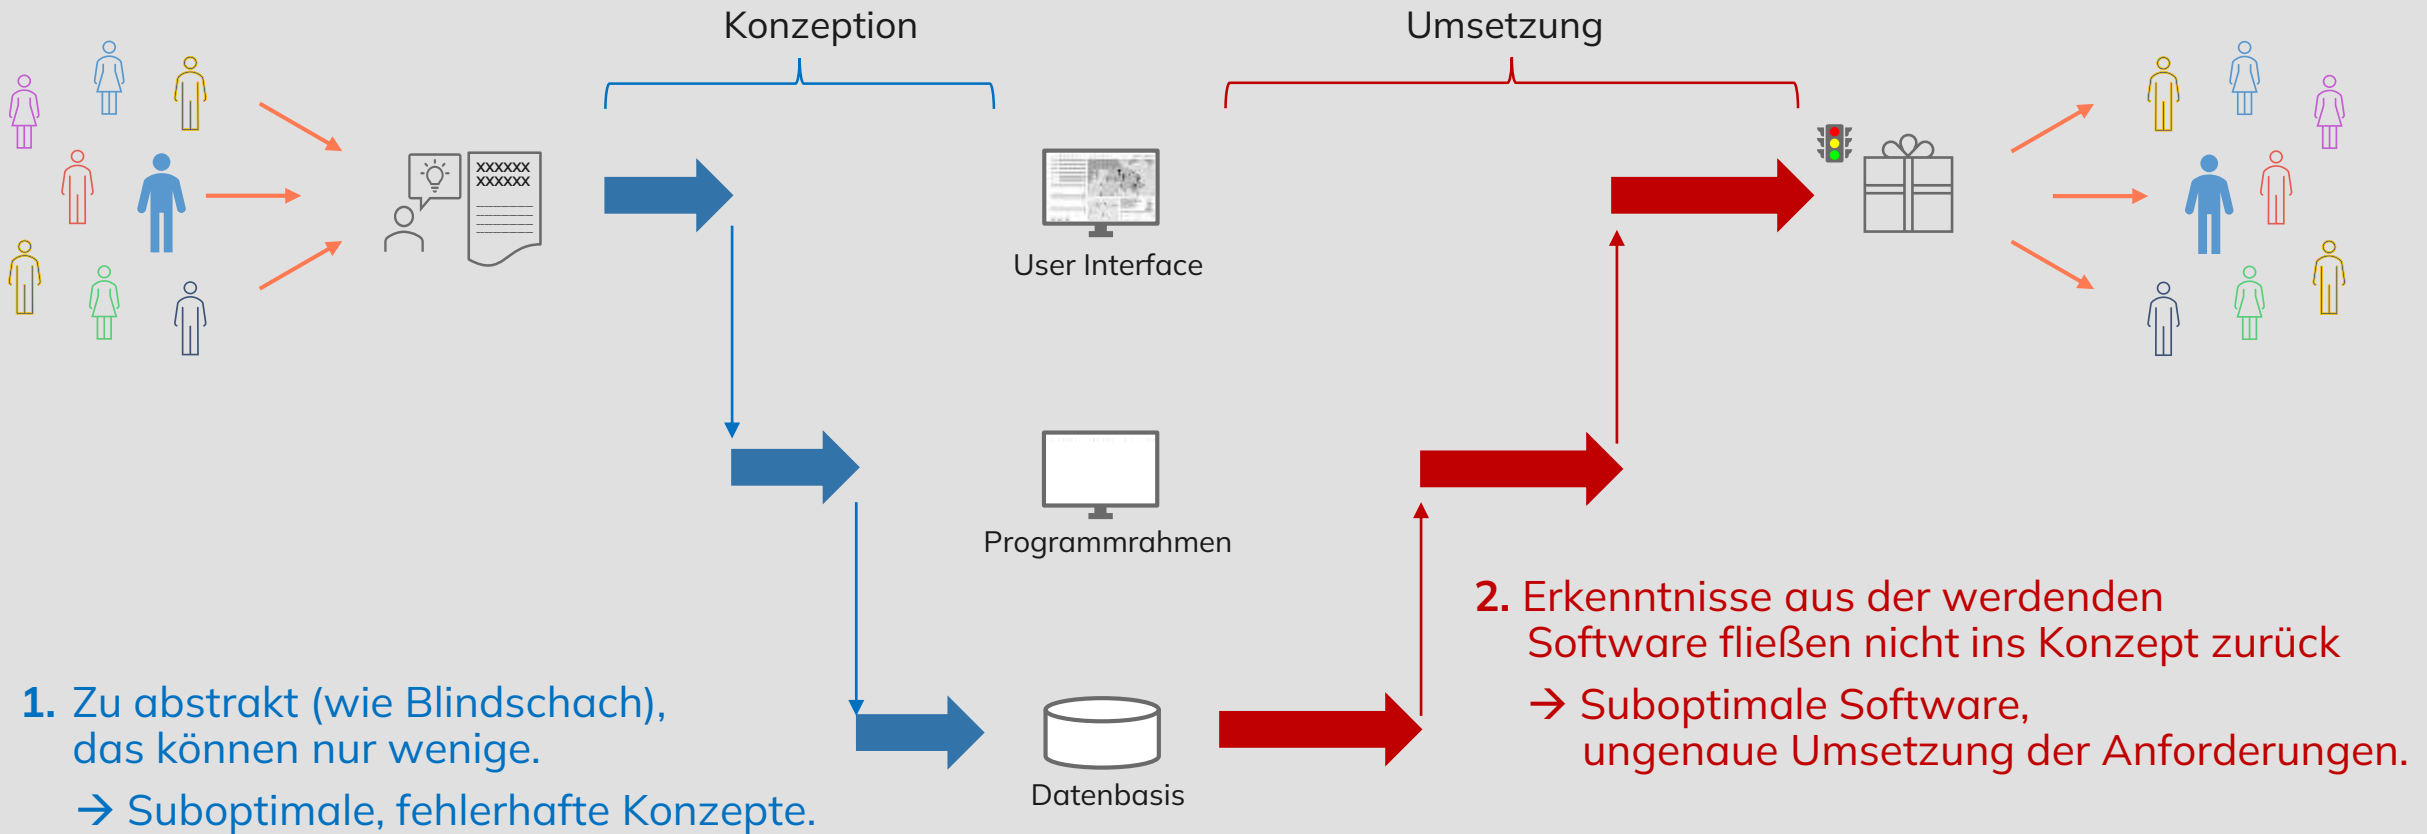 Konzeption
Umsetzung
XXXXXX
XXXXXX
User Interface
Programmrahmen
2. Erkenntnisse aus der werdenden
Software fließen nicht ins Konzept zurück
→ Suboptimale Software,
ungenaue Umsetzung der Anforderungen.
1. Zu abstrakt (wie Blindschach),
das können nur wenige.
→ Suboptimale, fehlerhafte Konzepte.
Datenbasis